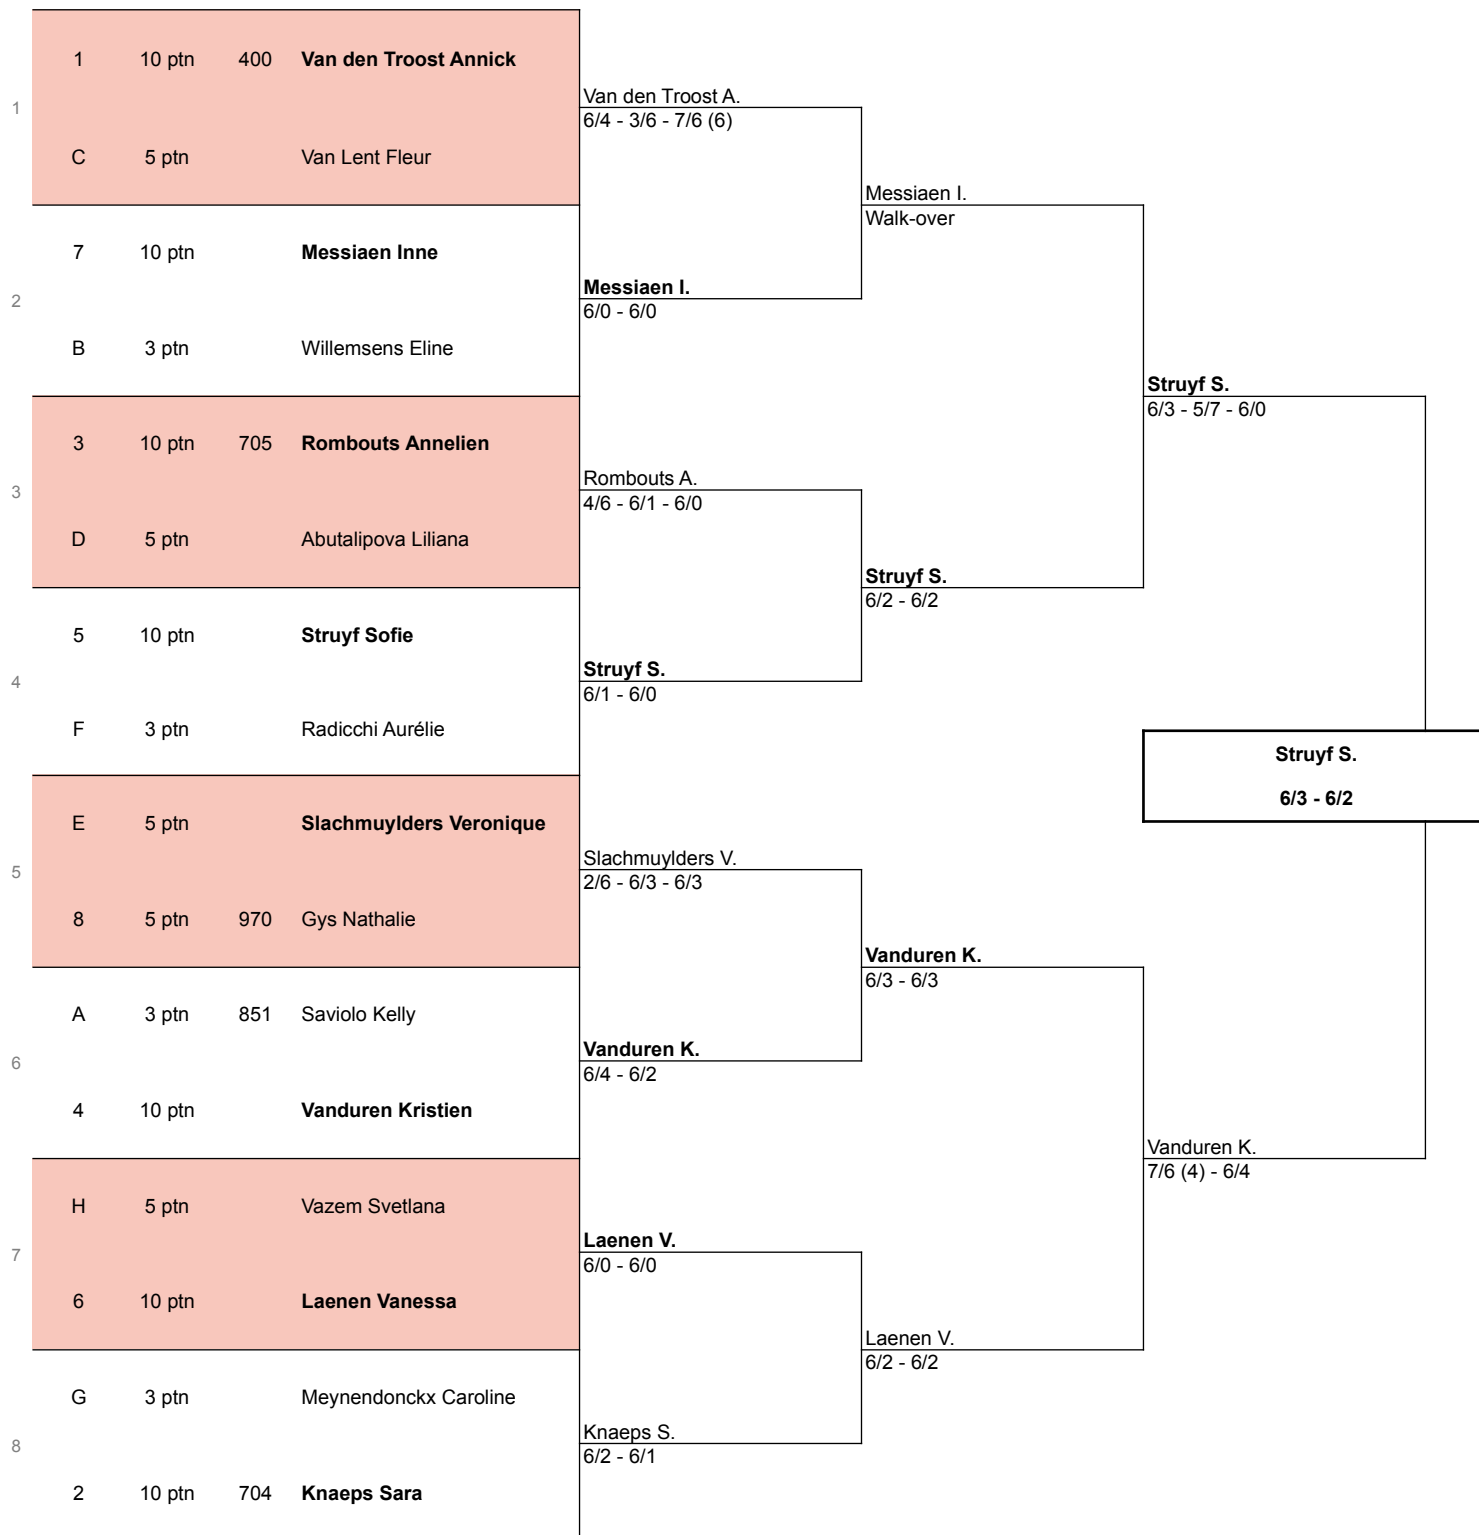 1 10 ptn 400 Van den Troost Annick
1
C 5 ptn Van Lent Fleur
7 10 ptn Messiaen Inne
2
B 3 ptn Willemsens Eline
3 10 ptn 705 Rombouts Annelien
3
D 5 ptn Abutalipova Liliana
5 10 ptn Struyf Sofie
4
F 3 ptn Radicchi Aurélie
E 5 ptn Slachmuylders Veronique
5
8 5 ptn 970 Gys Nathalie
A 3 ptn 851 Saviolo Kelly
6
4 10 ptn Vanduren Kristien
H 5 ptn Vazem Svetlana
7
6 10 ptn Laenen Vanessa
G 3 ptn Meynendonckx Caroline
8
2 10 ptn 704 Knaeps Sara
Van den Troost A.
6/4 - 3/6 - 7/6 (6)
Messiaen I.
6/0 - 6/0
Rombouts A.
4/6 - 6/1 - 6/0
Struyf S.
6/1 - 6/0
Slachmuylders V.
2/6 - 6/3 - 6/3
Vanduren K.
6/4 - 6/2
Laenen V.
6/0 - 6/0
Knaeps S.
6/2 - 6/1
Messiaen I.
Walk-over
Struyf S.
6/2 - 6/2
Vanduren K.
6/3 - 6/3
Laenen V.
6/2 - 6/2
Struyf S.
6/3 - 5/7 - 6/0
Vanduren K.
7/6 (4) - 6/4
Struyf S.
6/3 - 6/2